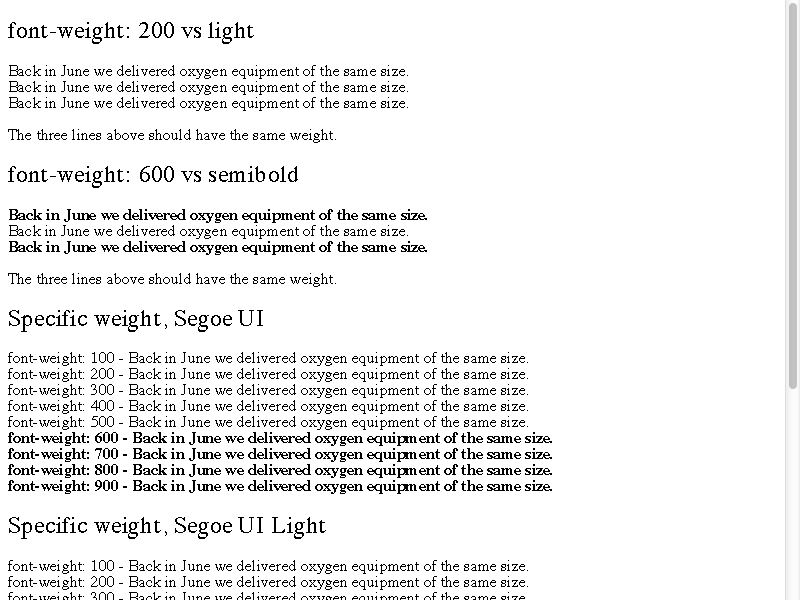 font-weight: 200 vs light
Back in June we delivered oxygen equipment of the same size.
Back in June we delivered oxygen equipment of the same size.
Back in June we delivered oxygen equipment of the same size.
The three lines above should have the same weight.
font-weight: 600 vs semibold
Back in June we delivered oxygen equipment of the same size.
Back in June we delivered oxygen equipment of the same size.
Back in June we delivered oxygen equipment of the same size.
The three lines above should have the same weight.
Specific weight, Segoe UI
font-weight: 100 - Back in June we delivered oxygen equipment of the same size.
font-weight: 200 - Back in June we delivered oxygen equipment of the same size.
font-weight: 300 - Back in June we delivered oxygen equipment of the same size.
font-weight: 400 - Back in June we delivered oxygen equipment of the same size.
font-weight: 500 - Back in June we delivered oxygen equipment of the same size.
font-weight: 600 - Back in June we delivered oxygen equipment of the same size.
font-weight: 700 - Back in June we delivered oxygen equipment of the same size.
font-weight: 800 - Back in June we delivered oxygen equipment of the same size.
font-weight: 900 - Back in June we delivered oxygen equipment of the same size.
Specific weight, Segoe UI Light
font-weight: 100 - Back in June we delivered oxygen equipment of the same size.
font-weight: 200 - Back in June we delivered oxygen equipment of the same size.
font-weight: 300 - Back in June we delivered oxygen equipment of the same size.